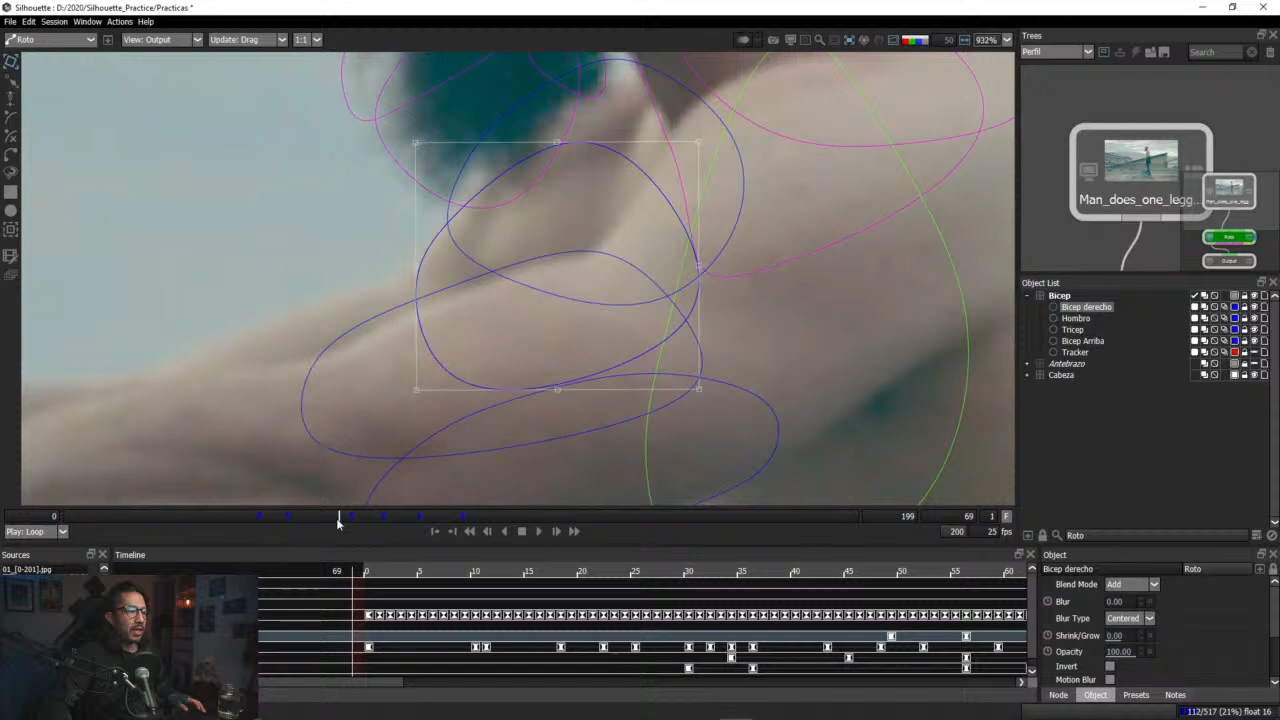 Silhouette : D:/2020/Silhouette_Practice/Practicas *
File Edit Session Window Actions Help
Roto View: Output Update: Drag 1:1 50 932%
Trees
Perfil Search
Man_does_one_legg...
Man_does_one_legg
Roto
Output
Object List
Bicep
Bicep derecho
Hombro
Tricep
Bicep Arriba
Tracker
Antebrazo
Cabeza
0 199 69 1 F
Play: Loop 200 25 fps
Roto
Sources Timeline Object
01_[0-201].jpg 69 0 5 10 15 20 25 30 35 40 45 50 55 60
Bicep derecho Roto
Blend Mode Add
Blur 0.00
Blur Type Centered
Shrink/Grow 0.00
Opacity 100.00
Invert
Motion Blur
Node Object Presets Notes
112/517 (21%) float 16